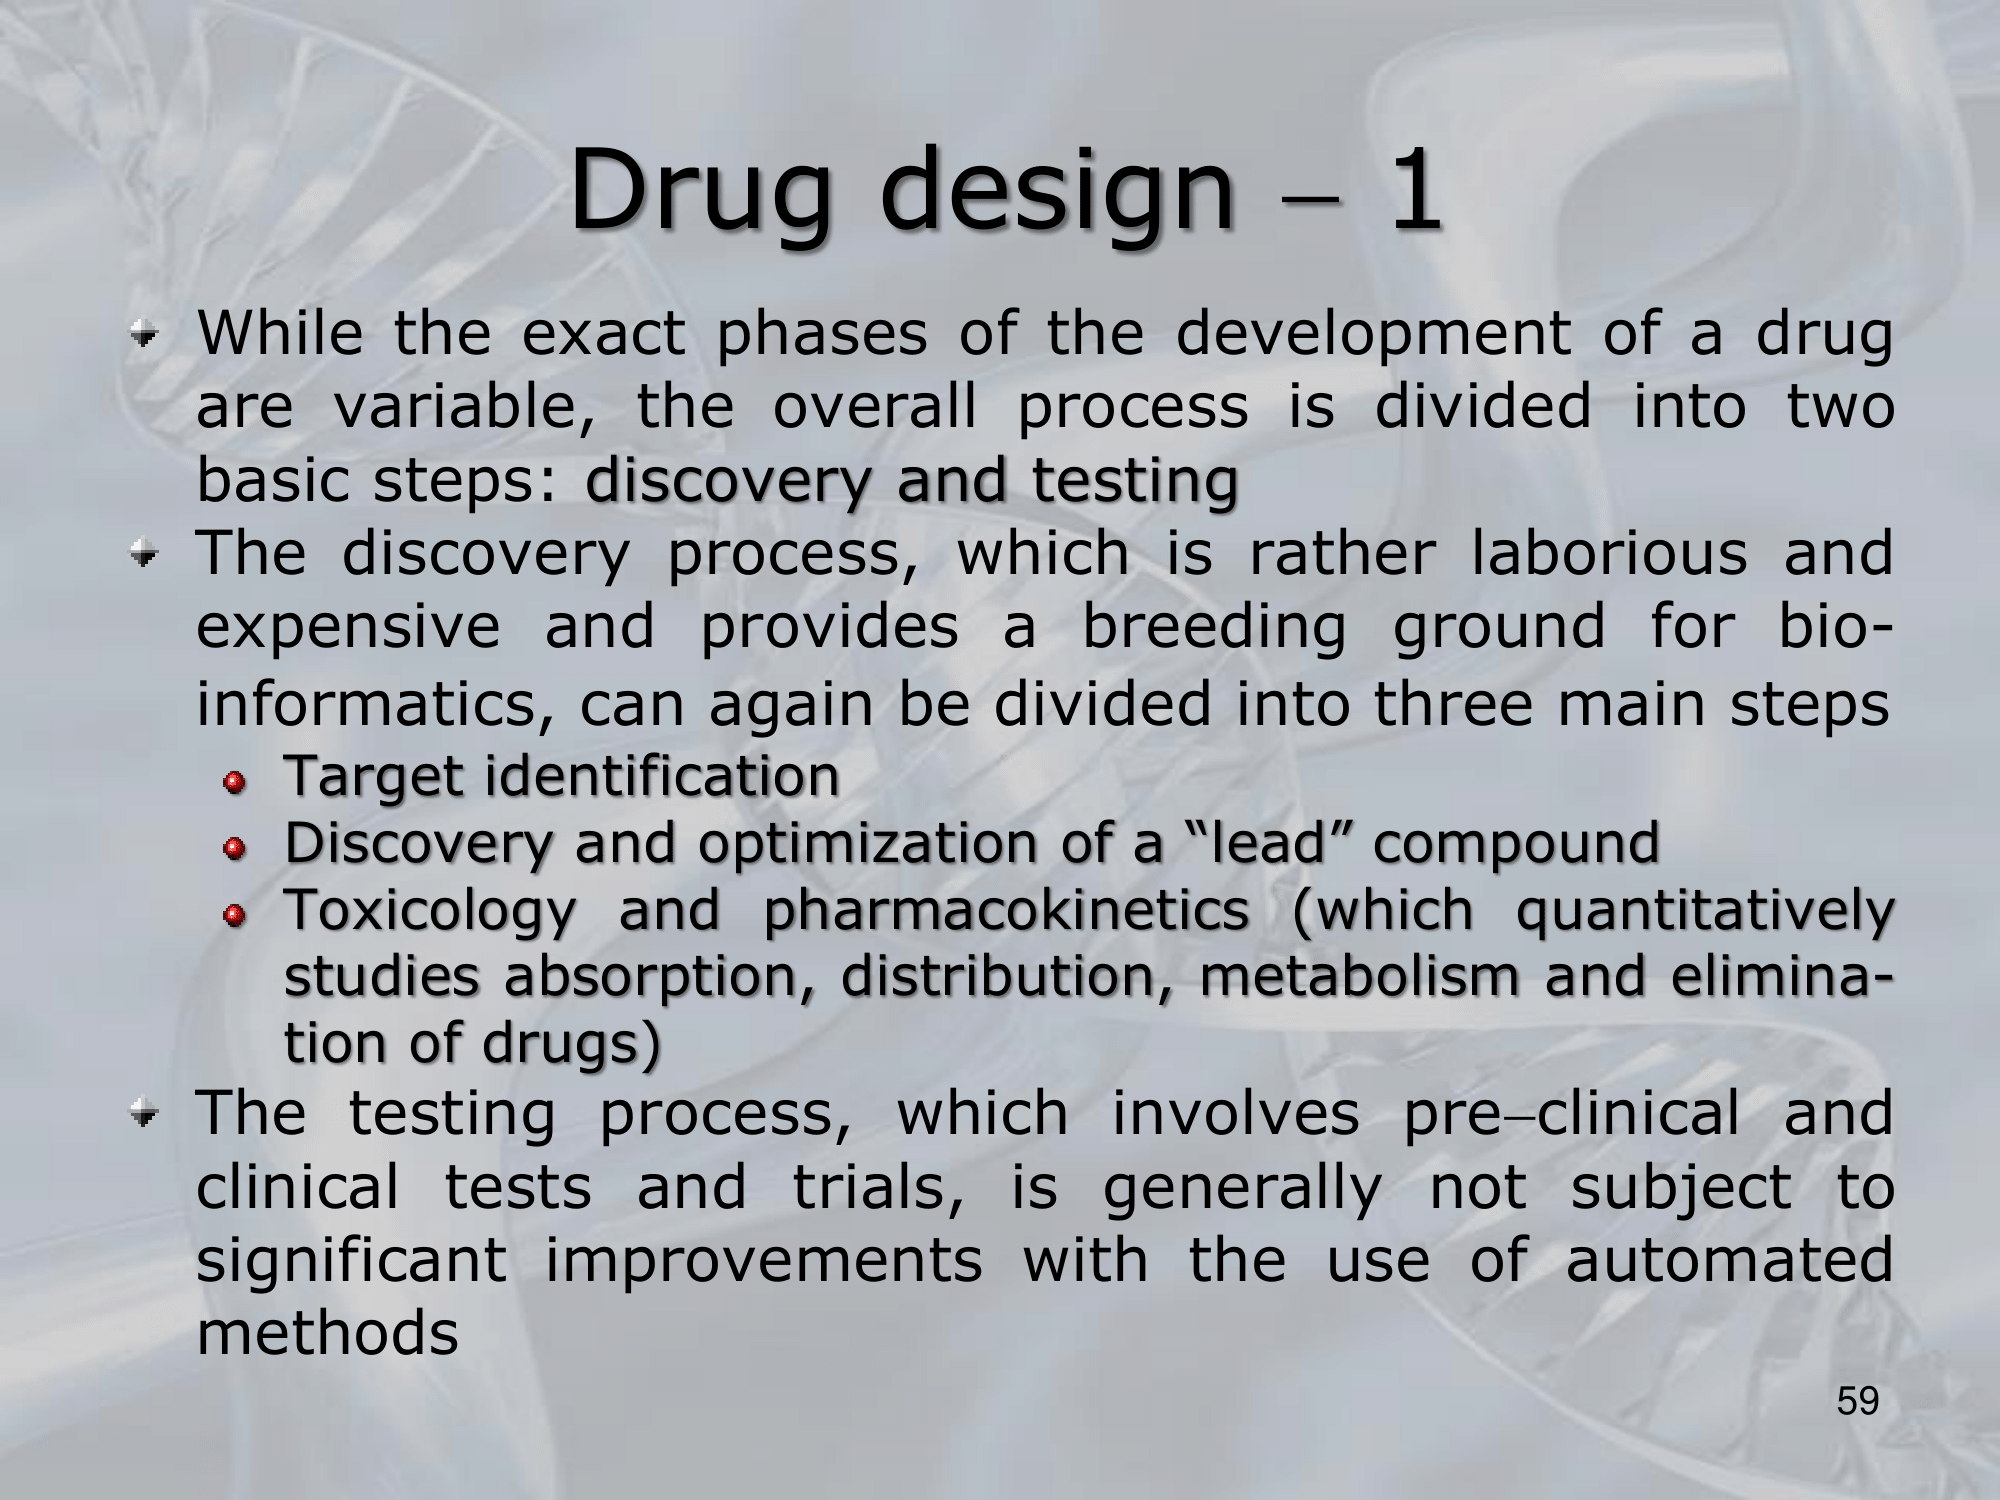 Drug design – 1
While the exact phases of the development of a drug
are variable, the overall process is divided into two
basic steps: discovery and testing
The discovery process, which is rather laborious and
expensive and provides a breeding ground for bio-
informatics, can again be divided into three main steps
Target identification
Discovery and optimization of a “lead” compound
Toxicology and pharmacokinetics (which quantitatively
studies absorption, distribution, metabolism and elimina-
tion of drugs)
The testing process, which involves pre–clinical and
clinical tests and trials, is generally not subject to
significant improvements with the use of automated
methods
59